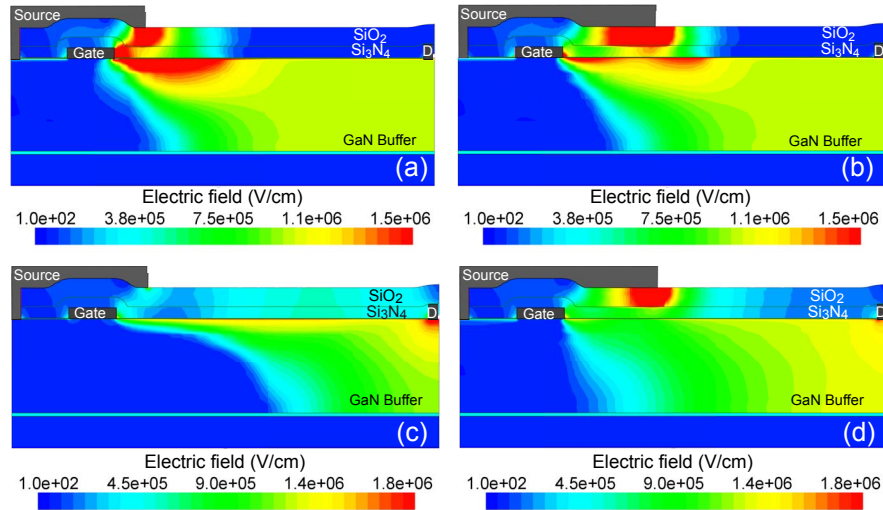 Source
SiO2
Si3N4
Gate
D
GaN Buffer
(a)
Electric field (V/cm)
1.0e+02 3.8e+05 7.5e+05 1.1e+06 1.5e+06
Source
SiO2
Si3N4
Gate
D
GaN Buffer
(b)
Electric field (V/cm)
1.0e+02 3.8e+05 7.5e+05 1.1e+06 1.5e+06
Source
SiO2
Si3N4
Gate
D
GaN Buffer
(c)
Electric field (V/cm)
1.0e+02 4.5e+05 9.0e+05 1.4e+06 1.8e+06
Source
SiO2
Si3N4
Gate
D
GaN Buffer
(d)
Electric field (V/cm)
1.0e+02 4.5e+05 9.0e+05 1.4e+06 1.8e+06